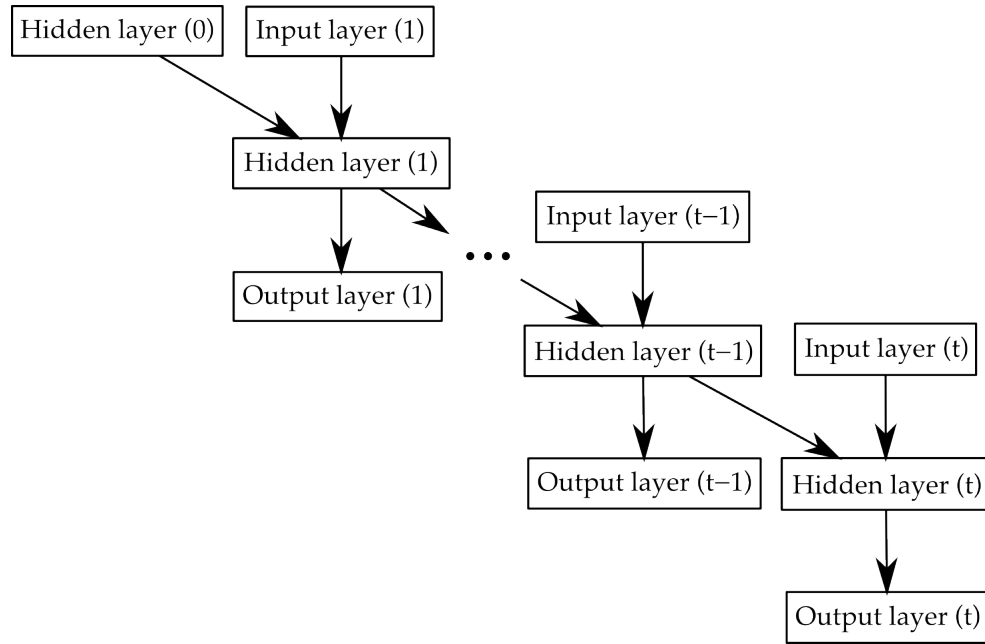 Hidden layer (0)
Input layer (1)
Hidden layer (1)
Output layer (1)
•••
Input layer (t−1)
Hidden layer (t−1)
Output layer (t−1)
Input layer (t)
Hidden layer (t)
Output layer (t)